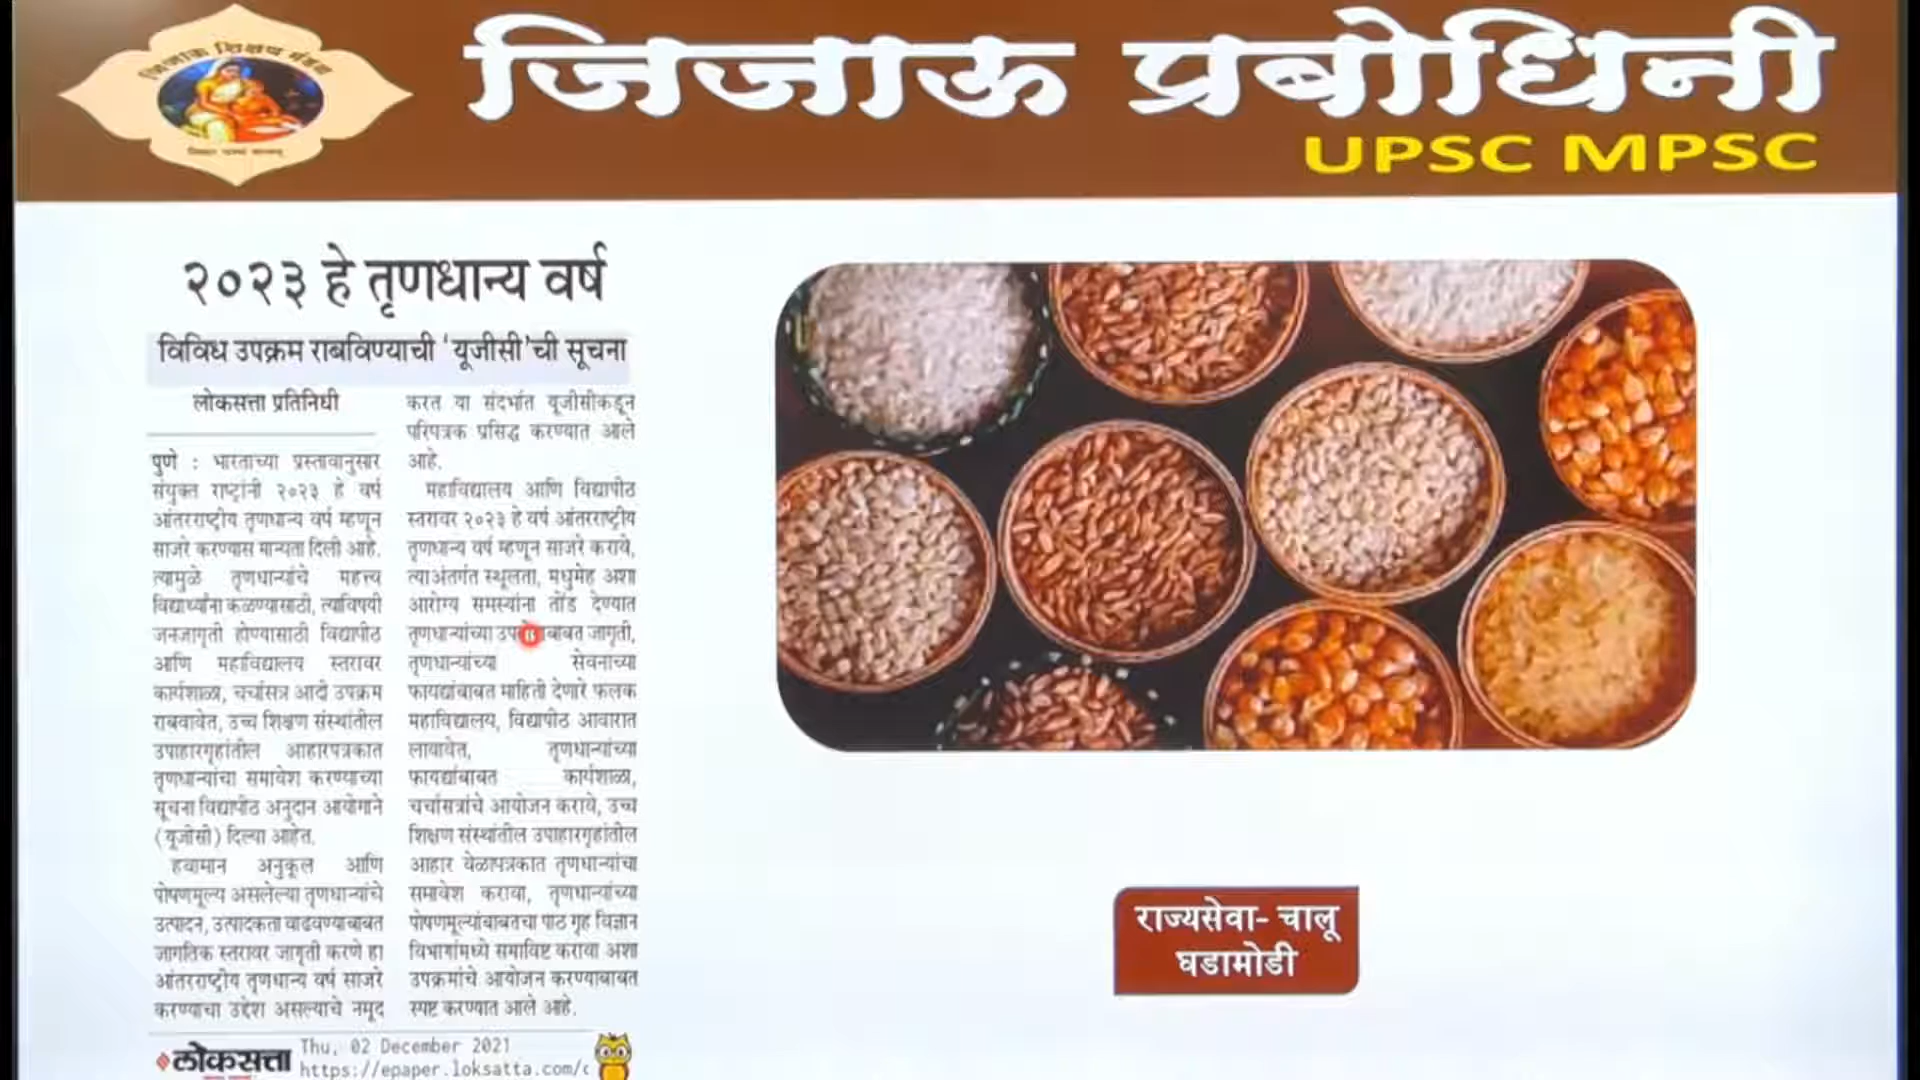 जिजाऊ शिक्षण मंडळ
जिजाऊ प्रबोधिनी
UPSC MPSC
२०२३ हे तृणधान्य वर्ष
विविध उपक्रम राबविण्याची 'यूजीसी'ची सूचना
लोकसत्ता प्रतिनिधी
पुणे : भारताच्या प्रस्तावानुसार
संयुक्त राष्ट्रांनी २०२३ हे वर्ष
आंतरराष्ट्रीय तृणधान्य वर्ष म्हणून
साजरे करण्यास मान्यता दिली आहे.
त्यामुळे तृणधान्यांचे महत्त्व
विद्यार्थ्यांना कळण्यासाठी, त्याविषयी
जनजागृती होण्यासाठी विद्यापीठ
आणि महाविद्यालय स्तरावर
कार्यशाळा, चर्चासत्र आदी उपक्रम
राबवावेत, उच्च शिक्षण संस्थांतील
उपाहारगृहांतील आहारपत्रकात
तृणधान्यांचा समावेश करण्याच्या
सूचना विद्यापीठ अनुदान आयोगाने
(यूजीसी) दिल्या आहेत.
हवामान अनुकूल आणि
पोषणमूल्य असलेल्या तृणधान्यांचे
उत्पादन, उत्पादकता वाढवण्याबाबत
जागतिक स्तरावर जागृती करणे हा
आंतरराष्ट्रीय तृणधान्य वर्ष साजरे
करण्याचा उद्देश असल्याचे नमूद
करत या संदर्भात यूजीसीकडून
परिपत्रक प्रसिद्ध करण्यात आले
आहे.
महाविद्यालय आणि विद्यापीठ
स्तरावर २०२३ हे वर्ष आंतरराष्ट्रीय
तृणधान्य वर्ष म्हणून साजरे करावे,
त्याअंतर्गत स्थूलता, मधुमेह अशा
आरोग्य समस्यांना तोंड देण्यात
तृणधान्यांच्या जागृती,
तृणधान्यांच्या सेवनाच्या
फायद्यांबाबत माहिती देणारे फलक
महाविद्यालय, विद्यापीठ आवारात
लावावेत, तृणधान्यांच्या
फायद्यांबाबत कार्यशाळा,
चर्चासत्रांचे आयोजन करावे, उच्च
शिक्षण संस्थांतील उपाहारगृहांतील
आहार वेळापत्रकात तृणधान्यांचा
समावेश करावा, तृणधान्यांच्या
पोषणमूल्यांबाबतचा पाठ गृह विज्ञान
विभागांमध्ये समाविष्ट करावा अशा
उपक्रमांचे आयोजन करण्याबाबत
स्पष्ट करण्यात आले आहे.
लोकसत्ता
Thu, 02 December 2021
https://epaper.loksatta.com/c
राज्यसेवा- चालू
घडामोडी